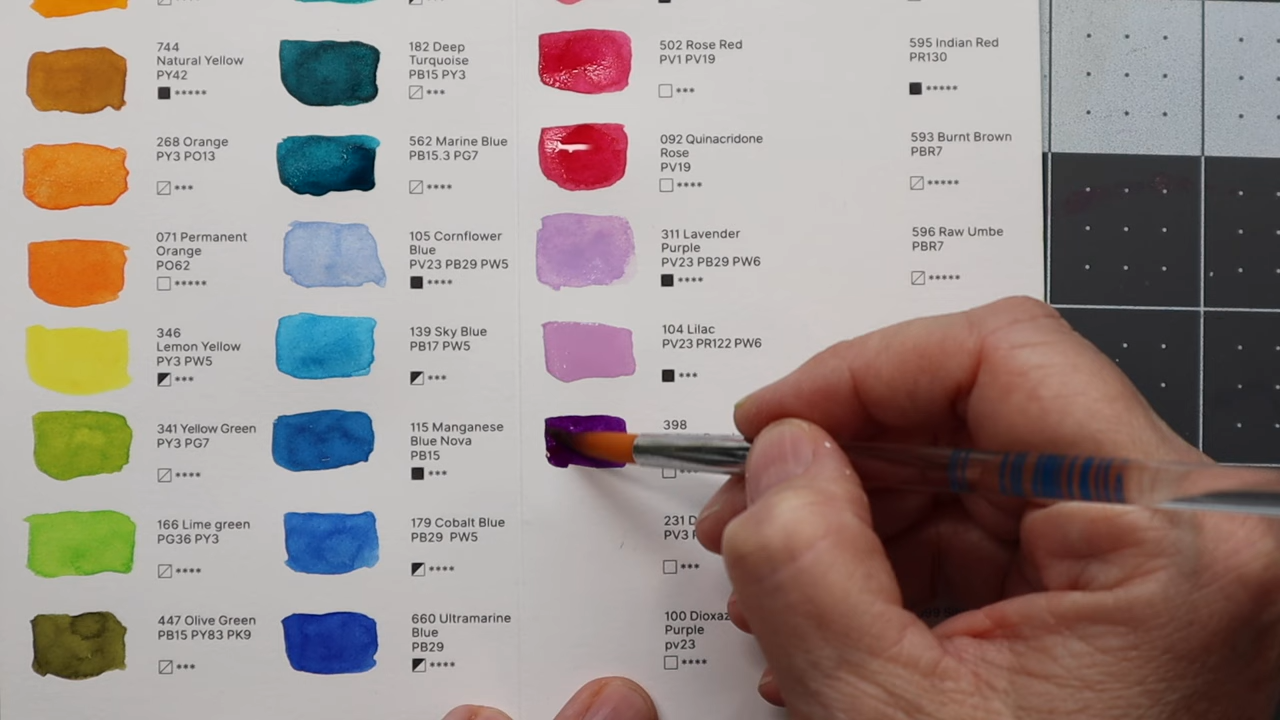 744
Natural Yellow
PY42
268 Orange
PY3 PO13
071 Permanent
Orange
PO62
346
Lemon Yellow
PY3 PW5
341 Yellow Green
PY3 PG7
166 Lime green
PG36 PY3
447 Olive Green
PB15 PY83 PK9
182 Deep
Turquoise
PB15 PY3
562 Marine Blue
PB15.3 PG7
105 Cornflower
Blue
PV23 PB29 PW5
139 Sky Blue
PB17 PW5
115 Manganese
Blue Nova
PB15
179 Cobalt Blue
PB29 PW5
660 Ultramarine
Blue
PB29
502 Rose Red
PV1 PV19
092 Quinacridone
Rose
PV19
311 Lavender
Purple
PV23 PB29 PW6
104 Lilac
PV23 PR122 PW6
398
231 D
PV3
100 Dioxaz
Purple
pv23
595 Indian Red
PR130
593 Burnt Brown
PBR7
596 Raw Umbe
PBR7